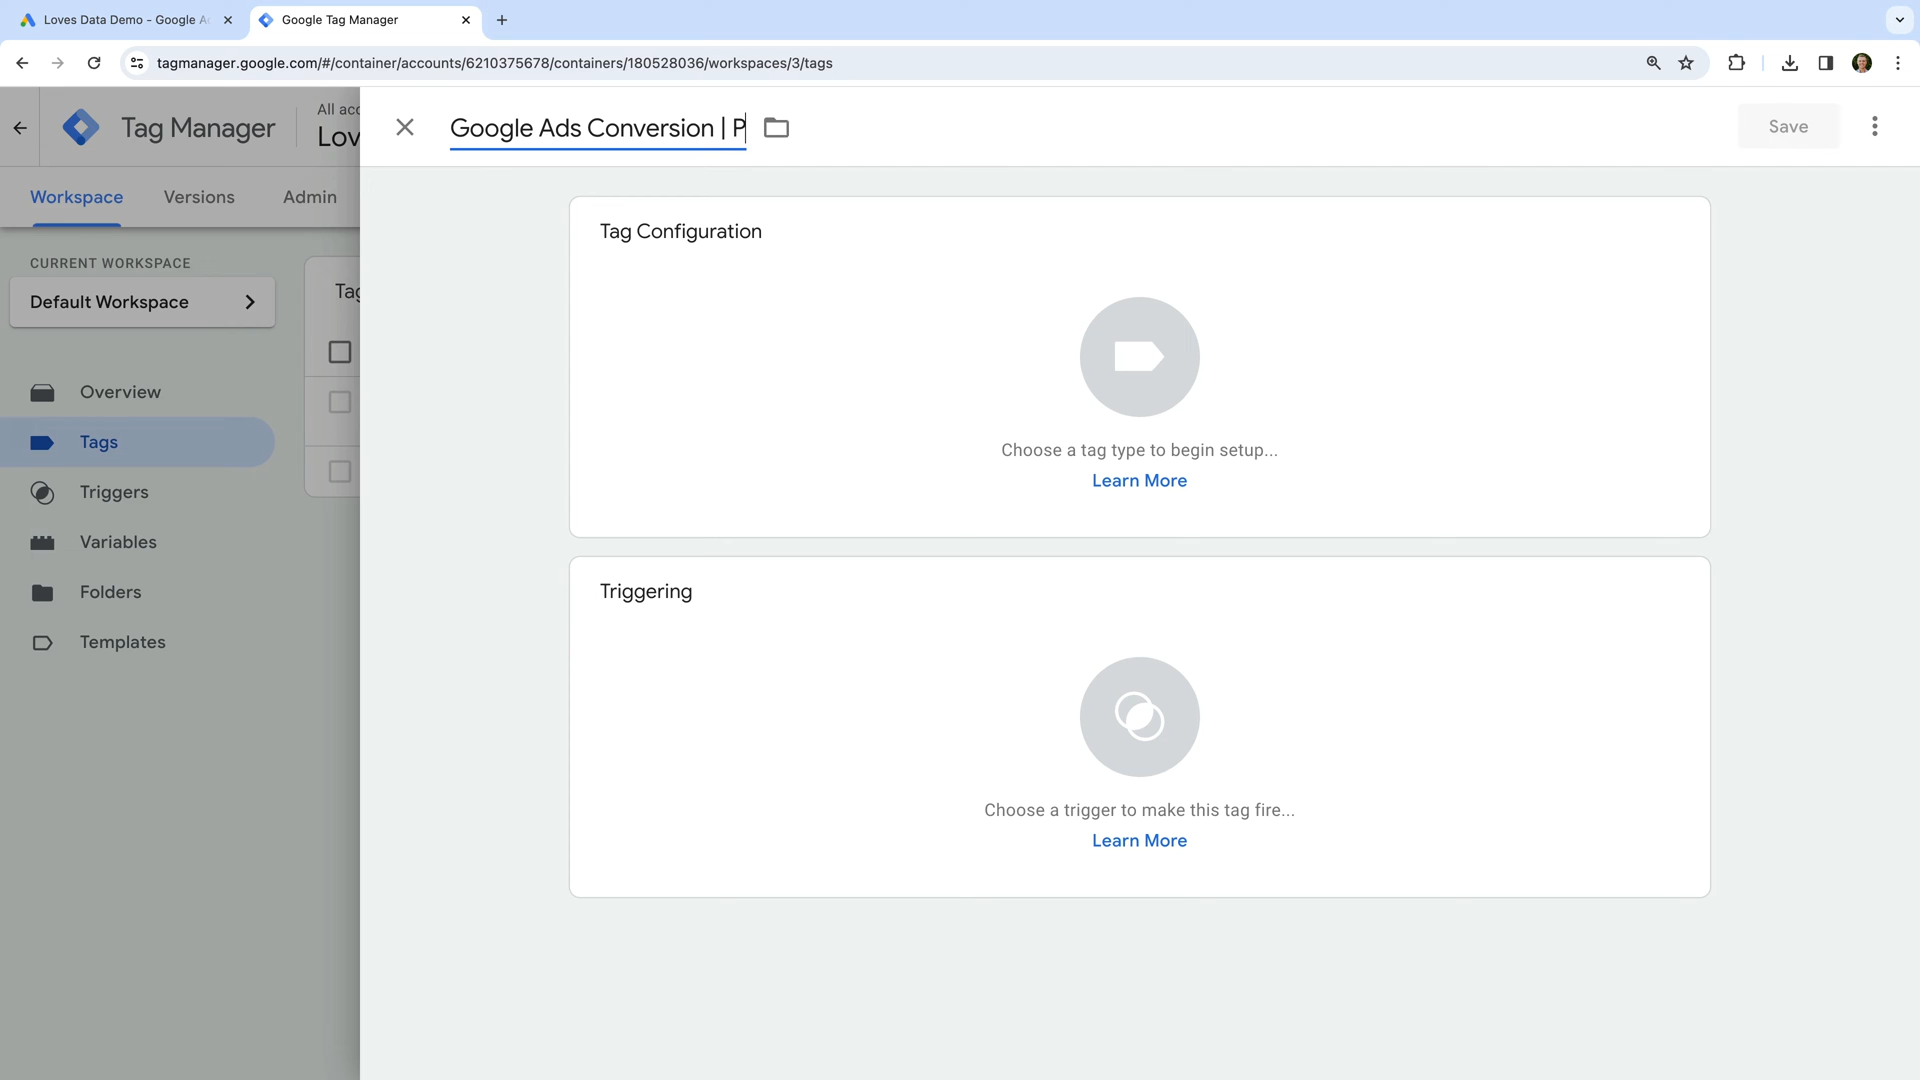 Loves Data Demo - Google A
Google Tag Manager
tagmanager.google.com/#/container/accounts/6210375678/containers/180528036/workspaces/3/tags
Tag Manager
All acc
Lov
Google Ads Conversion | P
Save
Workspace
Versions
Admin
CURRENT WORKSPACE
Default Workspace
Overview
Tags
Triggers
Variables
Folders
Templates
Tag
Tag Configuration
Choose a tag type to begin setup...
Learn More
Triggering
Choose a trigger to make this tag fire...
Learn More